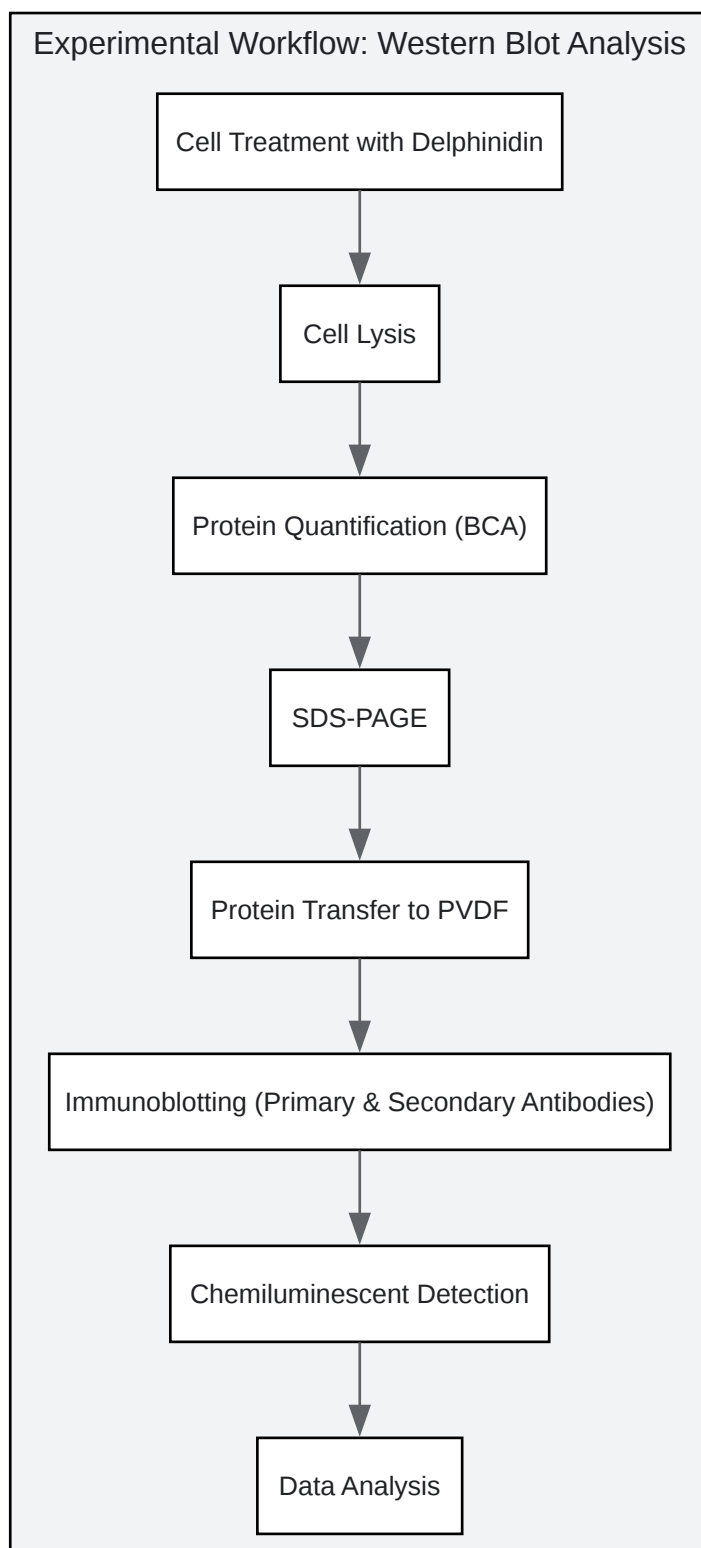 Experimental Workflow: Western Blot Analysis
Cell Treatment with Delphinidin
Cell Lysis
Protein Quantification (BCA)
SDS-PAGE
Protein Transfer to PVDF
Immunoblotting (Primary & Secondary Antibodies)
Chemiluminescent Detection
Data Analysis